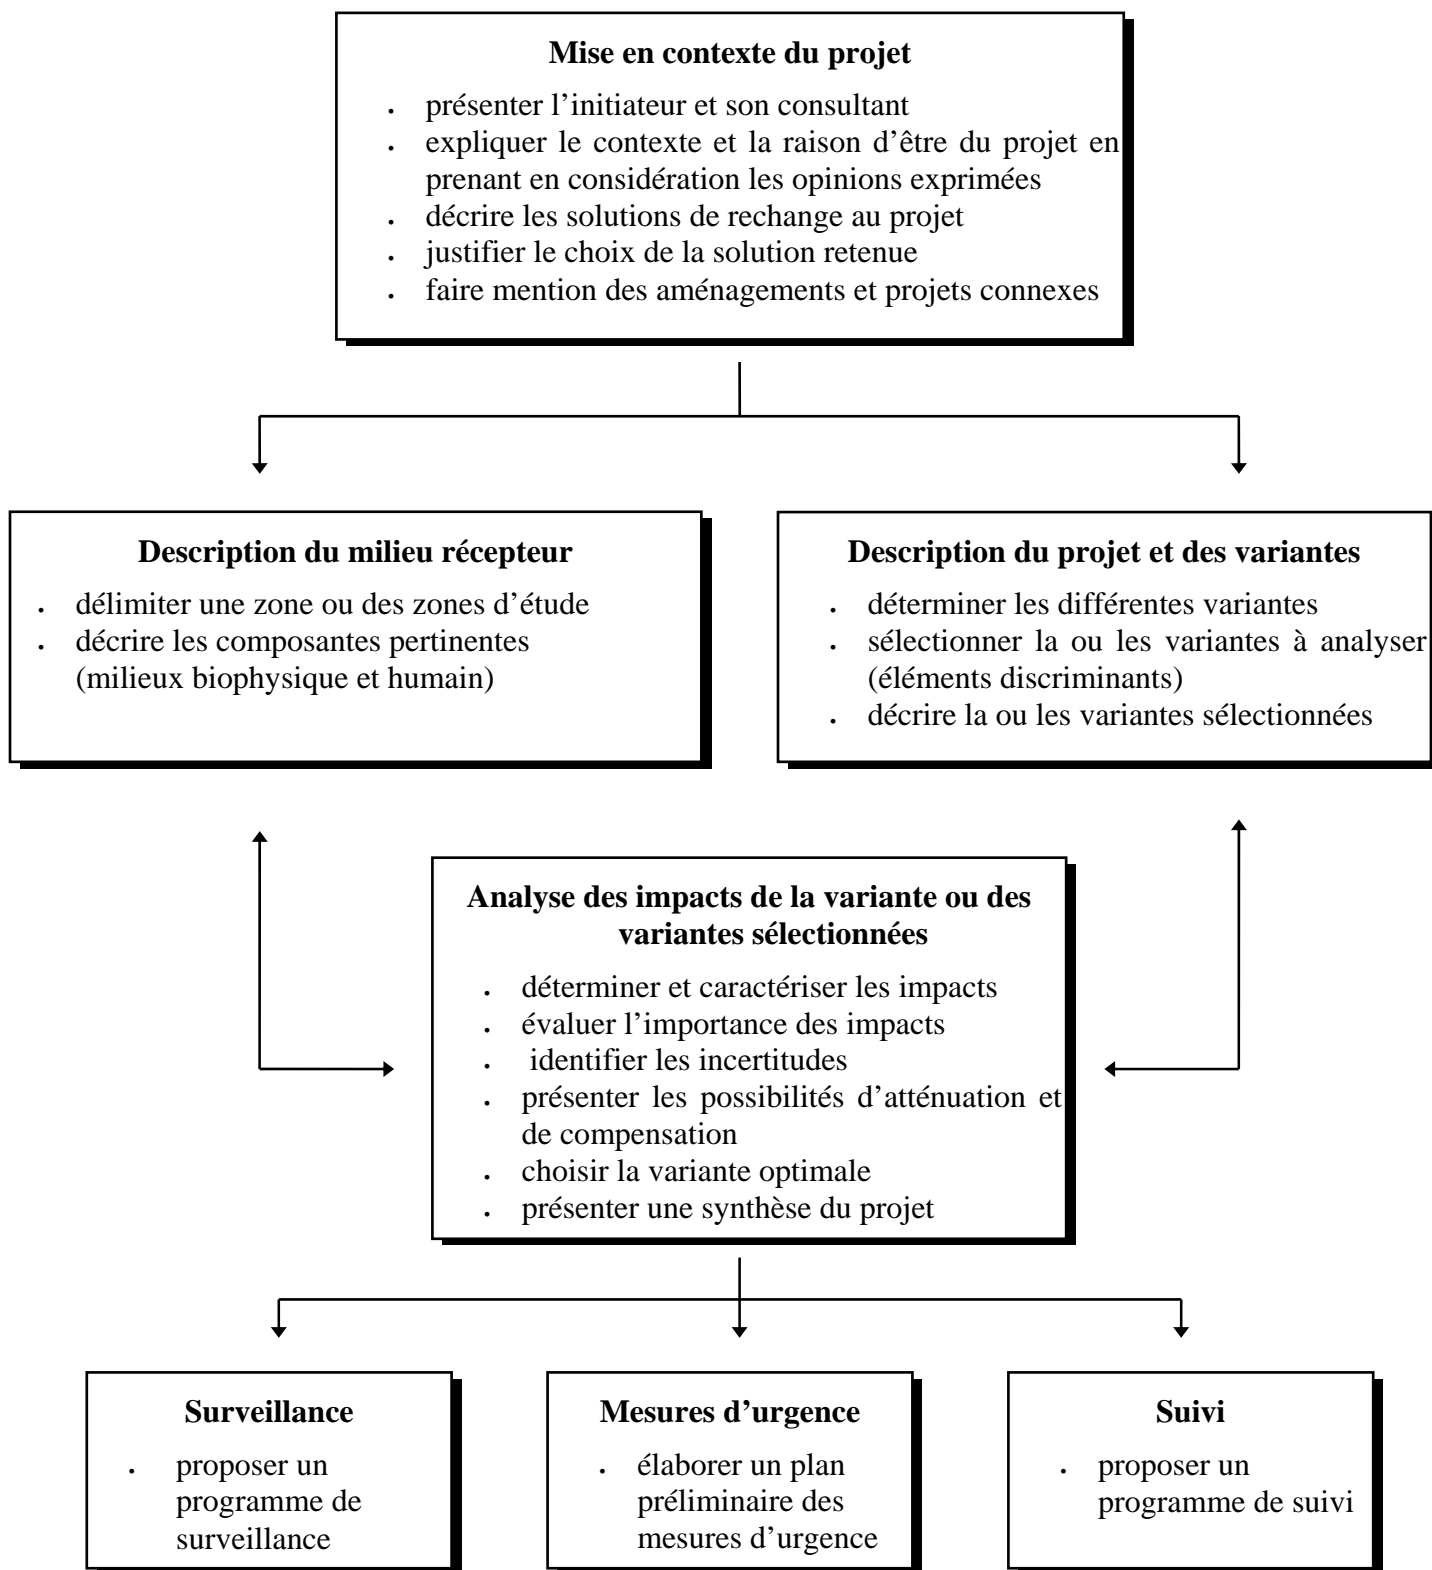 Mise en contexte du projet
. présenter l’initiateur et son consultant
. expliquer le contexte et la raison d’être du projet en
prenant en considération les opinions exprimées
. décrire les solutions de rechange au projet
. justifier le choix de la solution retenue
. faire mention des aménagements et projets connexes
Description du milieu récepteur
. délimiter une zone ou des zones d’étude
. décrire les composantes pertinentes
(milieux biophysique et humain)
Description du projet et des variantes
. déterminer les différentes variantes
. sélectionner la ou les variantes à analyser
(éléments discriminants)
. décrire la ou les variantes sélectionnées
Analyse des impacts de la variante ou des
variantes sélectionnées
. déterminer et caractériser les impacts
. évaluer l’importance des impacts
. identifier les incertitudes
. présenter les possibilités d’atténuation et
de compensation
. choisir la variante optimale
. présenter une synthèse du projet
Surveillance
. proposer un
programme de
surveillance
Mesures d’urgence
. élaborer un plan
préliminaire des
mesures d’urgence
Suivi
. proposer un
programme de suivi